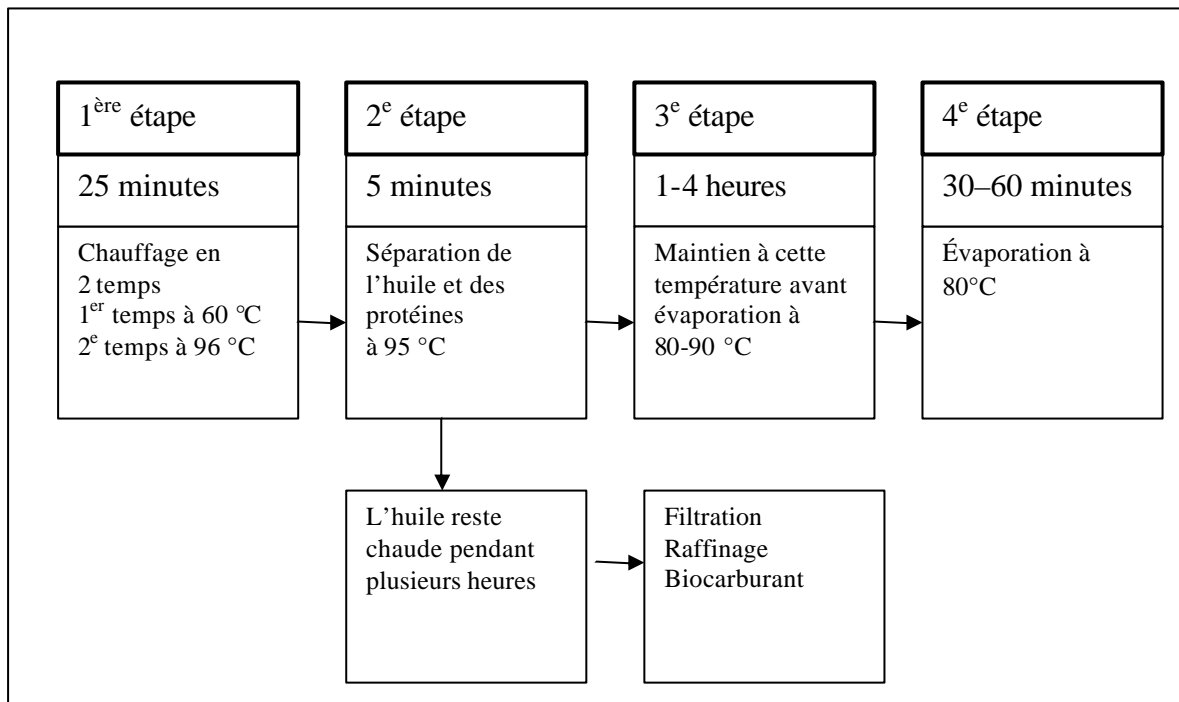 1ère étape
25 minutes
Chauffage en
2 temps
1er temps à 60 °C
2e temps à 96 °C
2e étape
5 minutes
Séparation de
l’huile et des
protéines
à 95 °C
3e étape
1-4 heures
Maintien à cette
température avant
évaporation à
80-90 °C
4e étape
30–60 minutes
Évaporation à
80°C
L’huile reste
chaude pendant
plusieurs heures
Filtration
Raffinage
Biocarburant